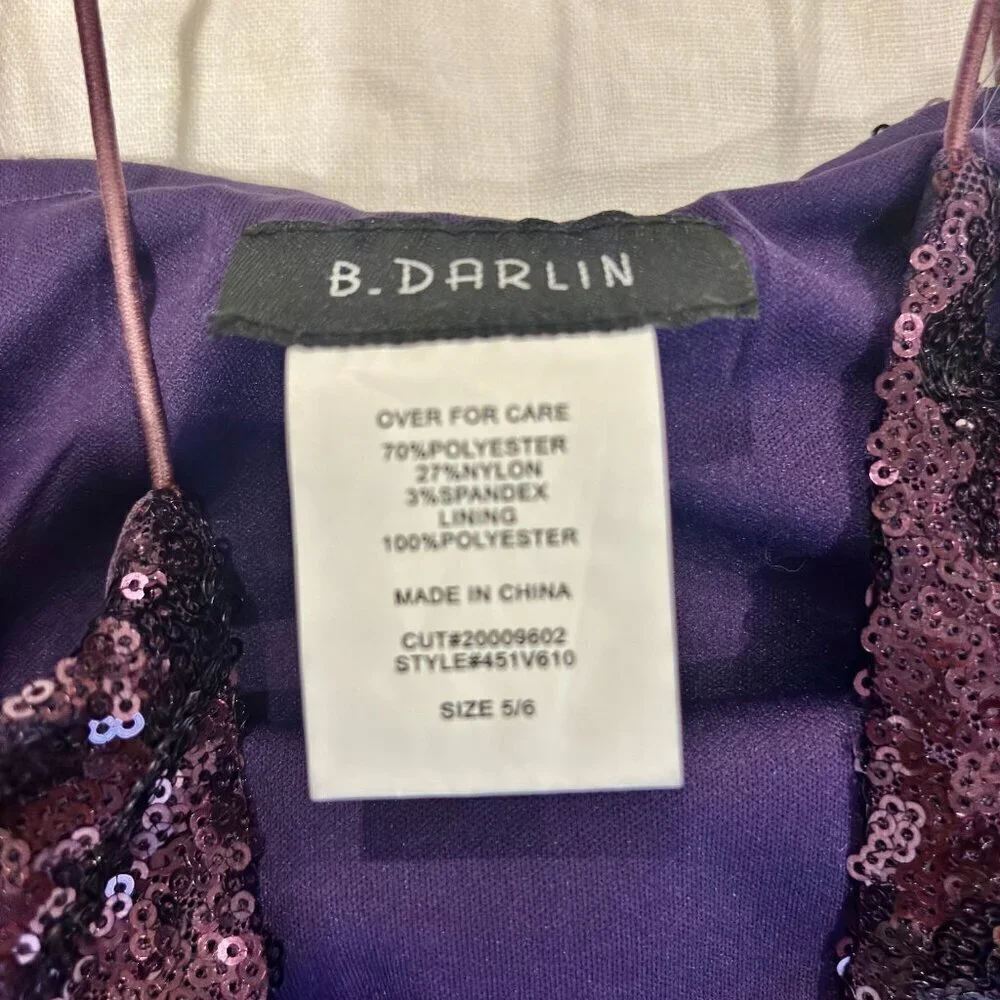 B. DARLIN
OVER FOR CARE
70%POLYESTER
27%NYLON
3%SPANDEX
LINING
100%POLYESTER
MADE IN CHINA
CUT#20009602
STYLE#451V610
SIZE 5/6